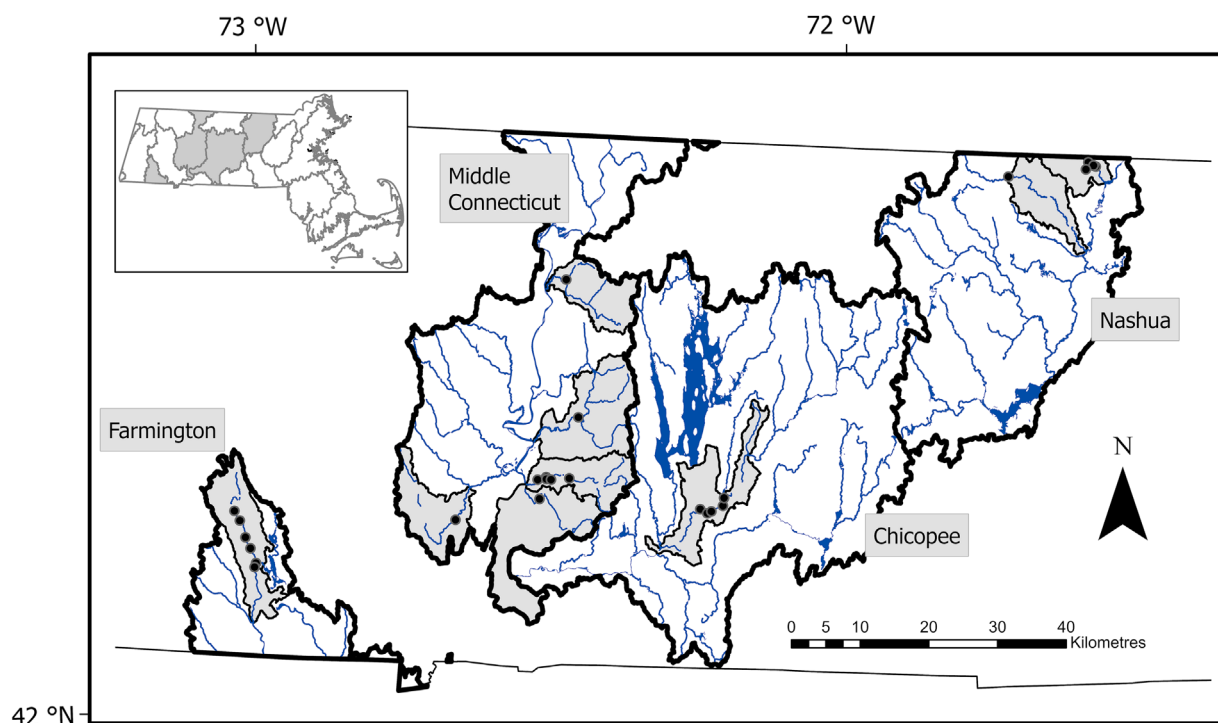 73 °W
72 °W
Middle
Connecticut
Nashua
Farmington
N
Chicopee
0 5 10 20 30 40
Kilometres
42 °N